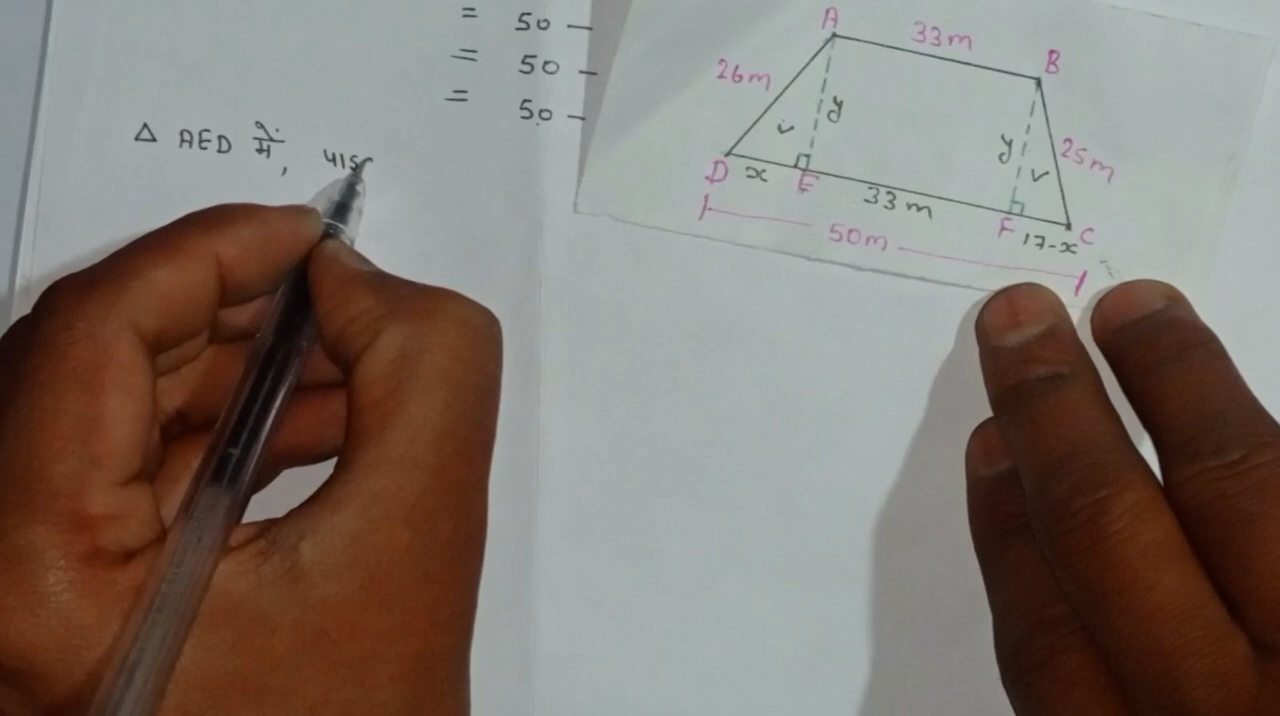 = 50 —
= 50 —
= 50 —
△ AED में,
A
33m
B
26m
y
y
25m
D
x
E
33m
F
17-x
C
50m